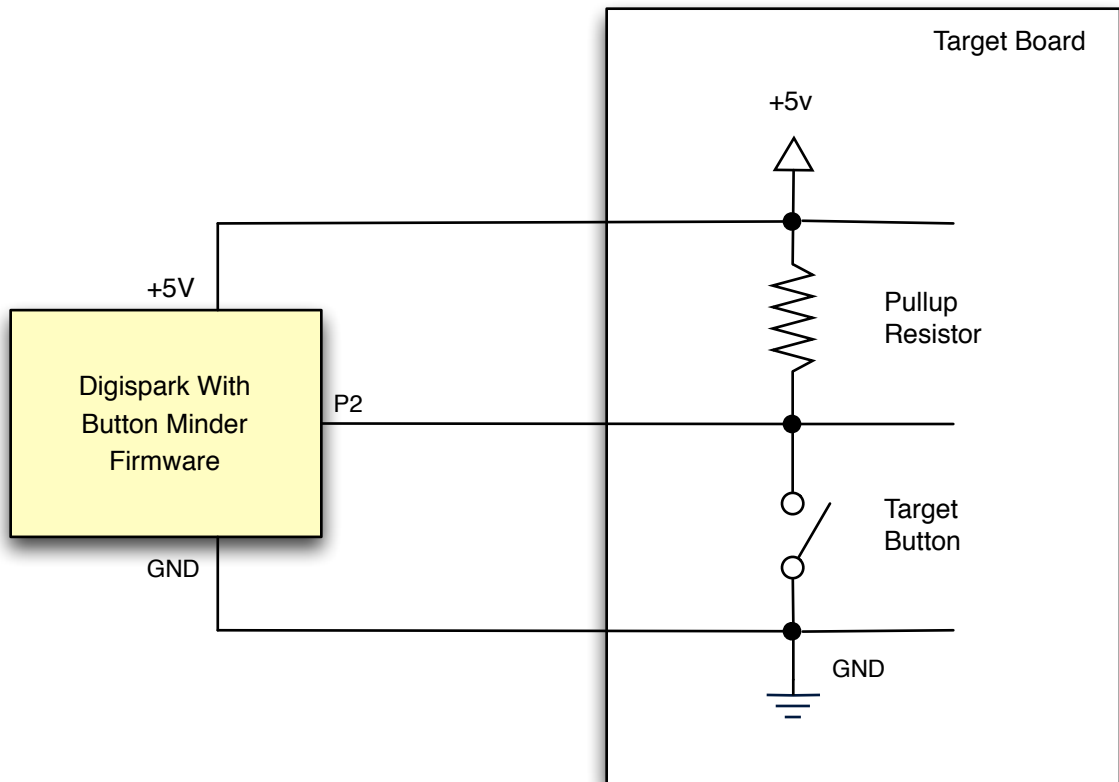 Target Board
+5v
+5V
Pullup
Resistor
Digispark With
Button Minder
Firmware
P2
Target
Button
GND
GND